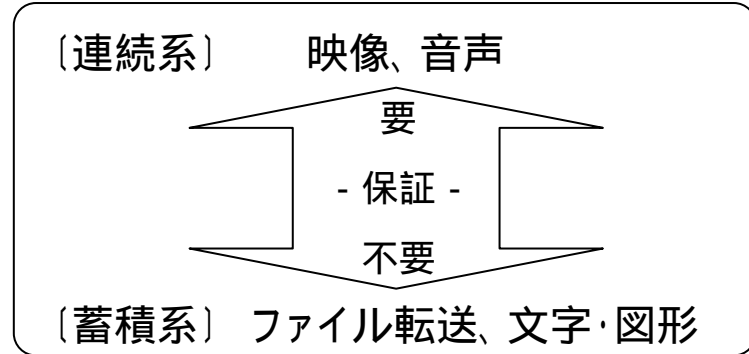 〔連続系〕 映像、音声
要
- 保証 -
不要
〔蓄積系〕 ファイル転送、文字・図形